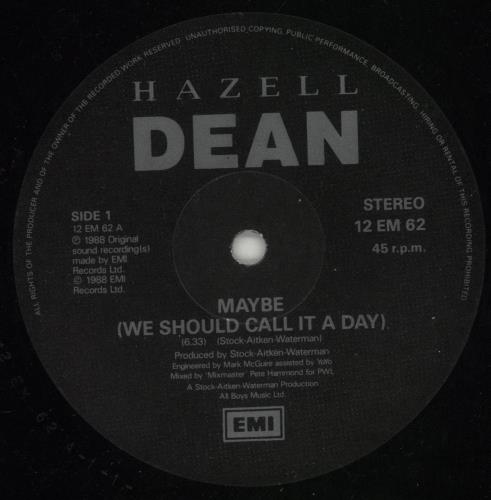 ALL RIGHTS OF THE PRODUCER AND OF THE OWNER OF THE RECORDED WORK RESERVED. UNAUTHORISED COPYING, PUBLIC PERFORMANCE, BROADCASTING, HIRING OR RENTAL OF THIS RECORDING PROHIBITED
HAZELL
DEAN
SIDE 1
12 EM 62 A
℗ 1988 Original
sound recording(s)
made by EMI
Records Ltd.
© 1988 EMI
Records Ltd.
STEREO
12 EM 62
45 r.p.m.
MAYBE
(WE SHOULD CALL IT A DAY)
(6.33) (Stock-Aitken-Waterman)
Produced by Stock-Aitken-Waterman
Engineered by Mark McGuire assisted by YoYo
Mixed by 'Mixmaster' Pete Hammond for PWL
A Stock-Aitken-Waterman Production
All Boys Music Ltd.
EMI